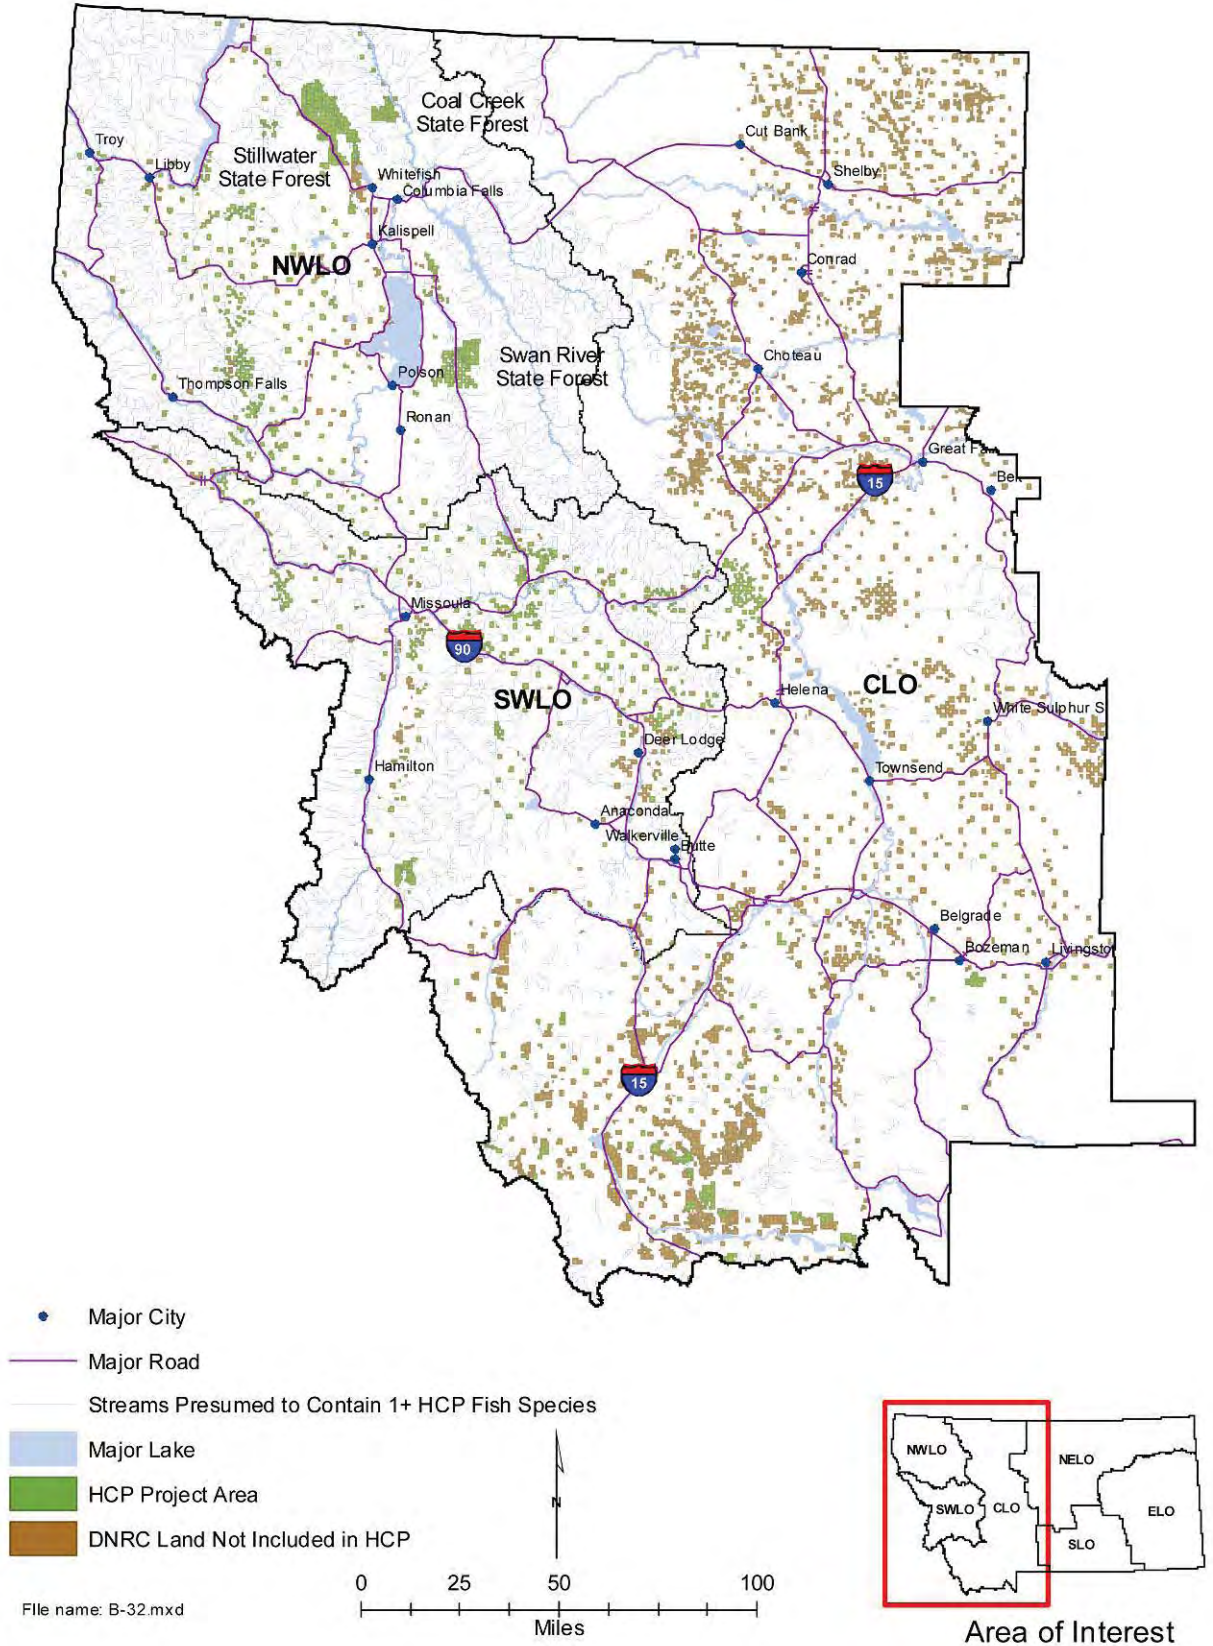 Coal Creek
State Forest
Cut Bank
Troy
Libby
Stillwater
State Forest
Whitefish
Columbia Falls
Shelby
Kalispell
NWLO
Conrad
Swan River
State Forest
Choteau
Polson
Thompson Falls
Ronan
Great Fa
15
Bel
Missoula
90
SWLO
Helena
CLO
White Sulphur S
Deer Lodge
Hamilton
Townsend
Anaconda
Walkerville
Butte
Belgrade
Bozeman
Livingsto
15
Major City
Major Road
Streams Presumed to Contain 1+ HCP Fish Species
Major Lake
HCP Project Area
DNRC Land Not Included in HCP
N
0 25 50 100
Miles
File name: B-32.mxd
NWLO
NELO
SWLO
CLO
ELO
SLO
Area of Interest